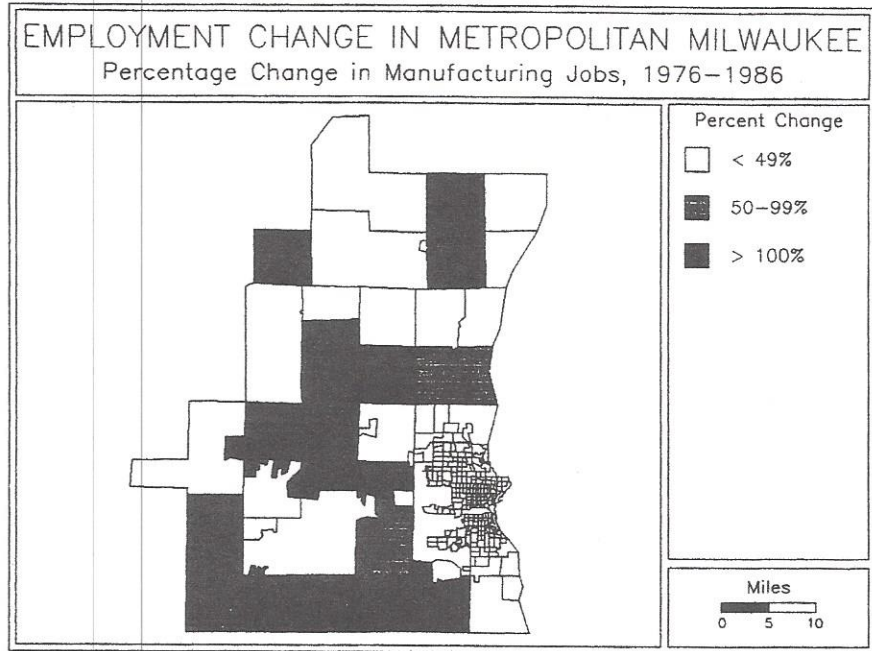 EMPLOYMENT CHANGE IN METROPOLITAN MILWAUKEE
Percentage Change in Manufacturing Jobs, 1976-1986
Percent Change
< 49%
50-99%
> 100%
Miles
0 5 10